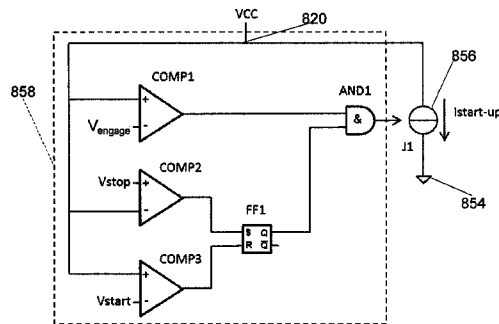 VCC
820
858
COMP1
AND1
856
+
Vengage
-
&
Istart-up
J1
COMP2
Vstop
+
-
FF1
854
S Q
R Q̅
COMP3
+
Vstart
-